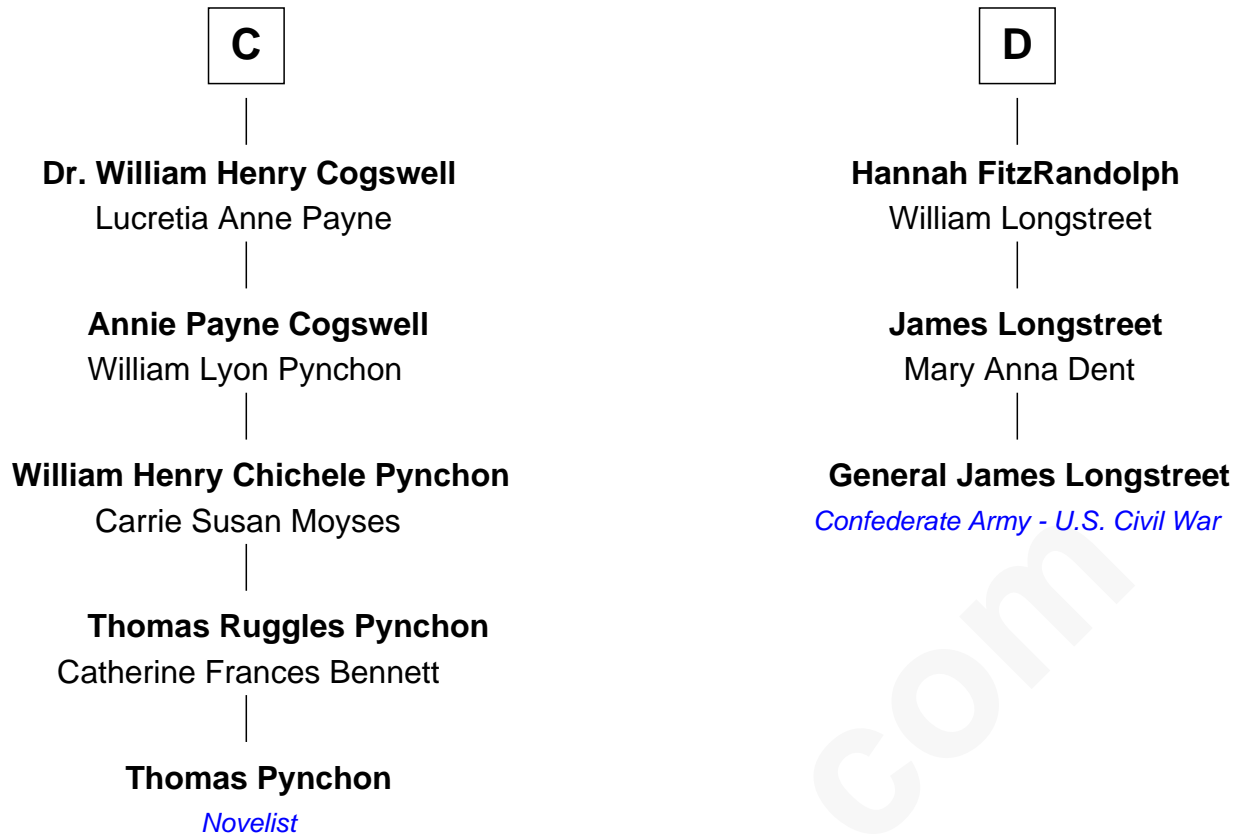 C
Dr. William Henry Cogswell
Lucretia Anne Payne
Annie Payne Cogswell
William Lyon Pynchon
William Henry Chichele Pynchon
Carrie Susan Moyses
Thomas Ruggles Pynchon
Catherine Frances Bennett
Thomas Pynchon
Novelist
D
Hannah FitzRandolph
William Longstreet
James Longstreet
Mary Anna Dent
General James Longstreet
Confederate Army - U.S. Civil War
com